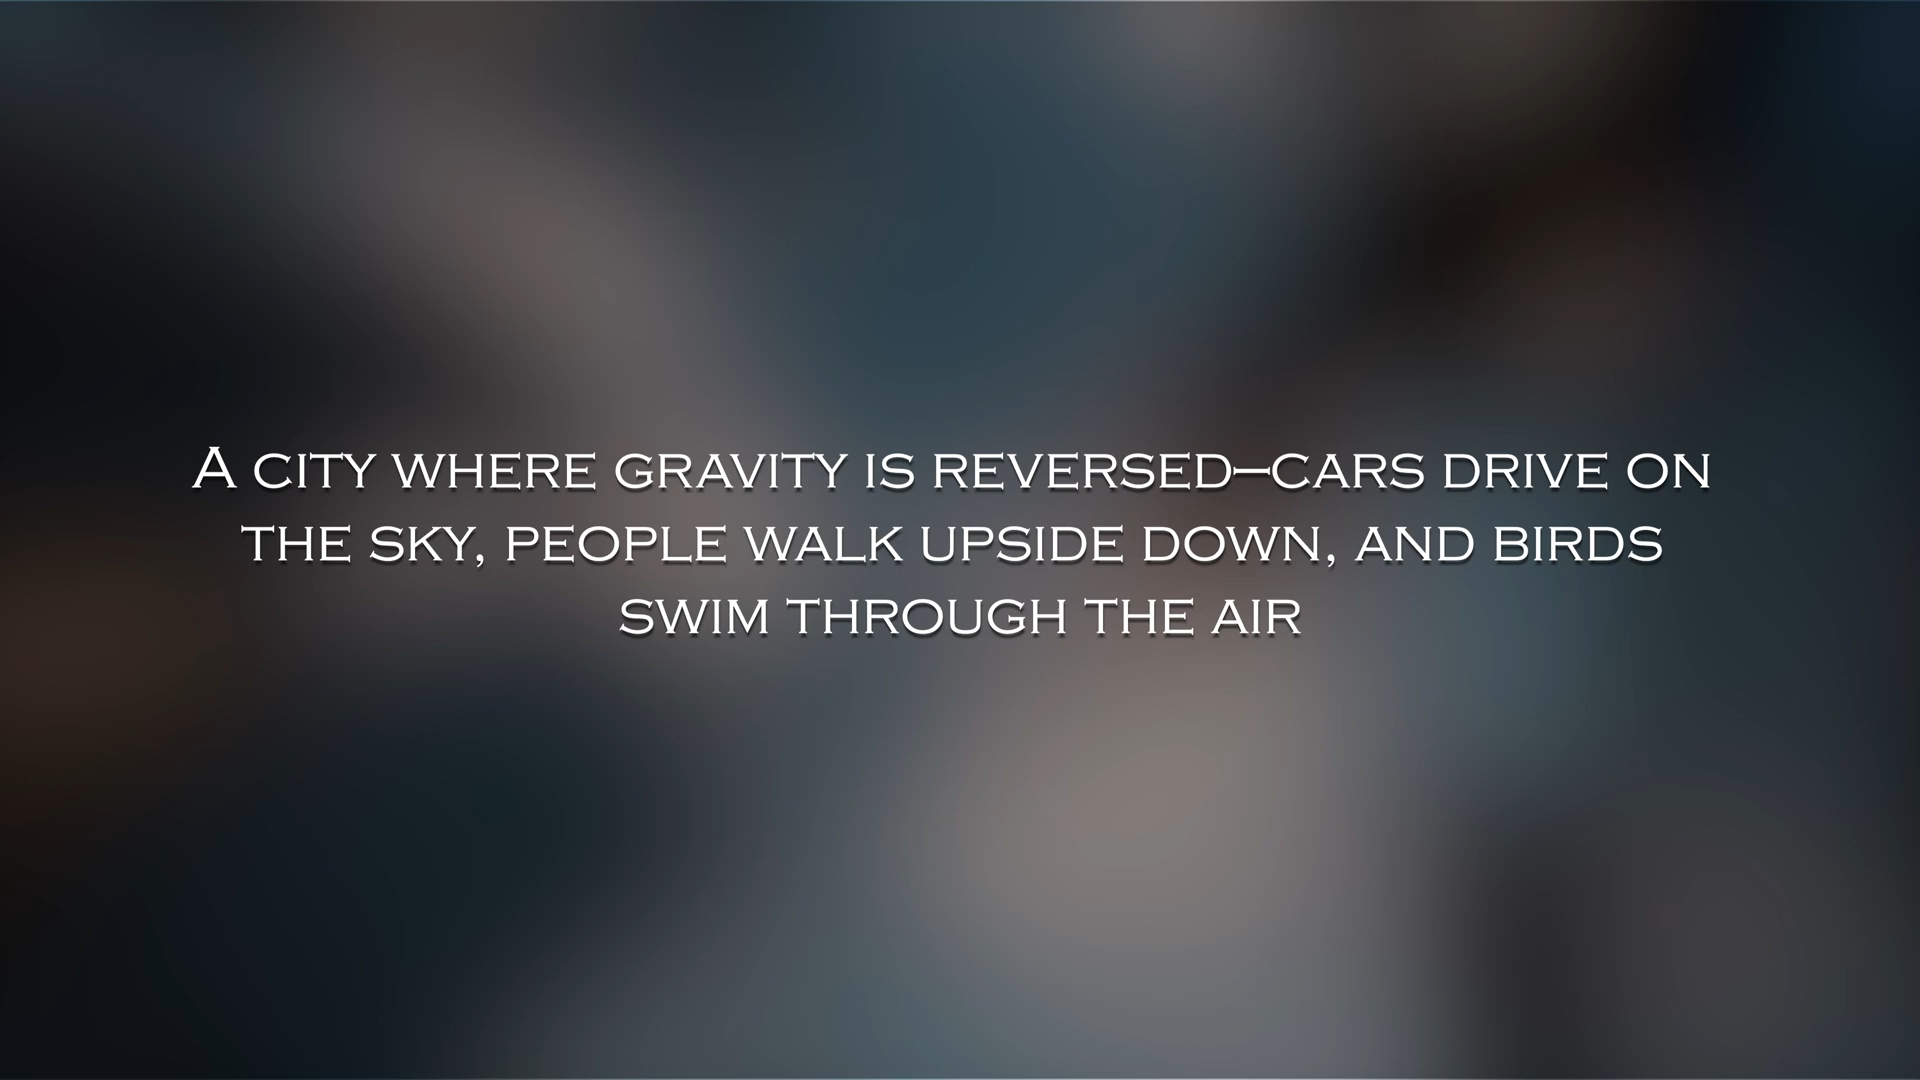 A CITY WHERE GRAVITY IS REVERSED—CARS DRIVE ON
THE SKY, PEOPLE WALK UPSIDE DOWN, AND BIRDS
SWIM THROUGH THE AIR